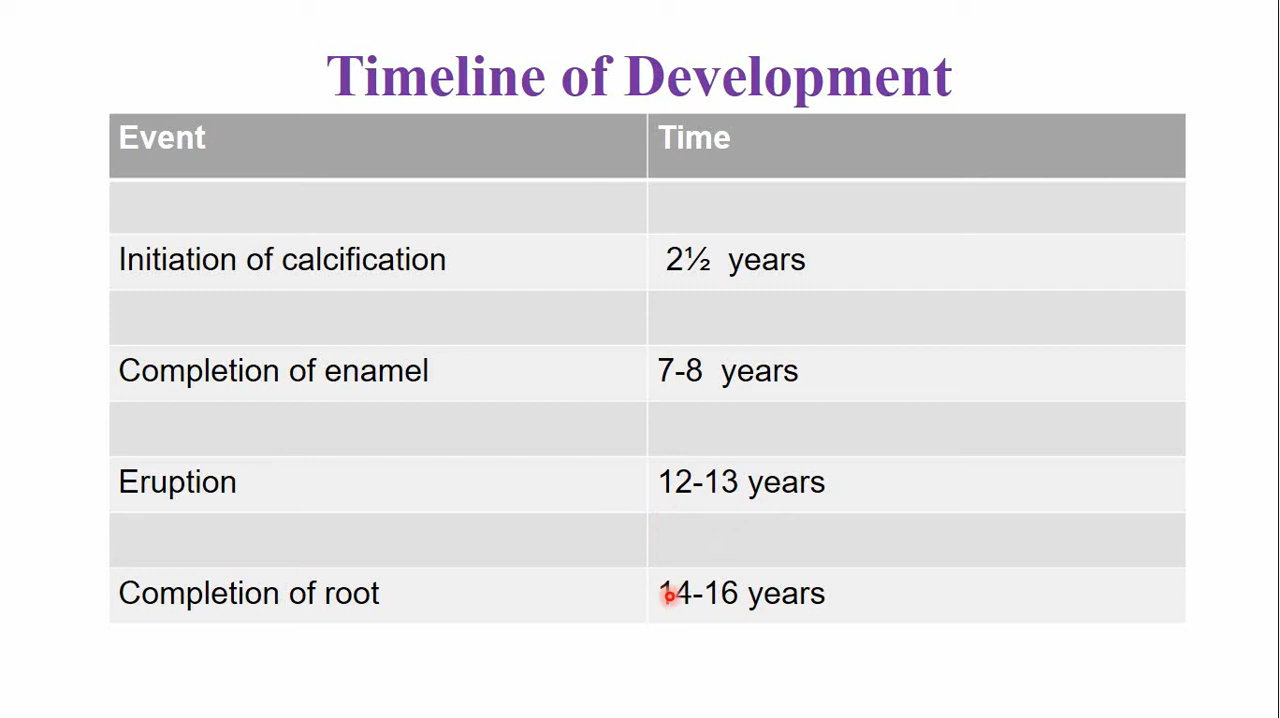 Timeline of Development
Event Time
Initiation of calcification 2½ years
Completion of enamel 7-8 years
Eruption 12-13 years
Completion of root 14-16 years